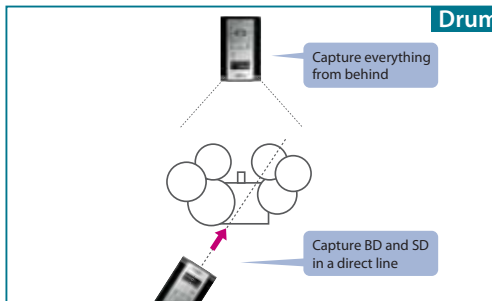 Drum
Capture everything
from behind
Capture BD and SD
in a direct line